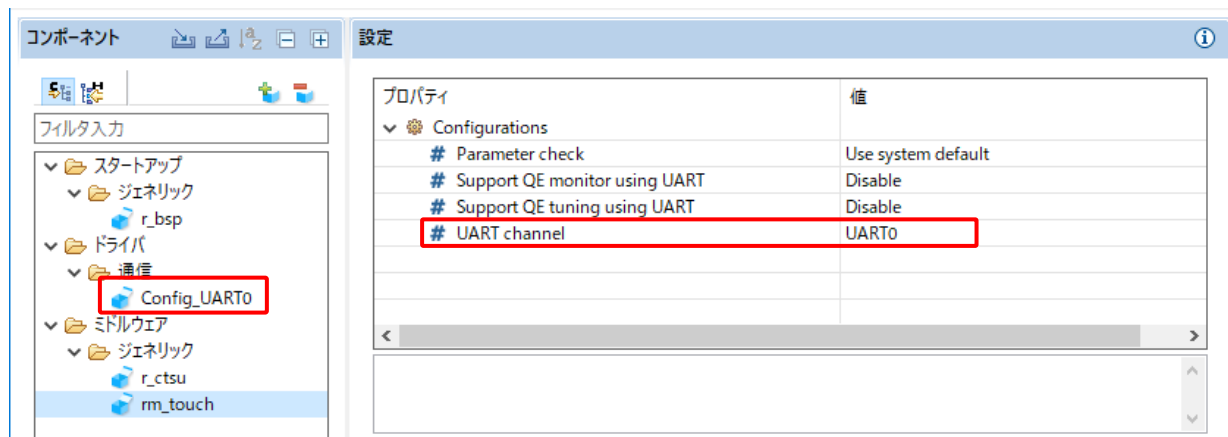 コンポーネント
設定
フィルタ入力
スタートアップ
ジェネリック
r_bsp
ドライバ
通信
Config_UART0
ミドルウェア
ジェネリック
r_ctsu
rm_touch
プロパティ 値
Configurations
# Parameter check Use system default
# Support QE monitor using UART Disable
# Support QE tuning using UART Disable
# UART channel UART0